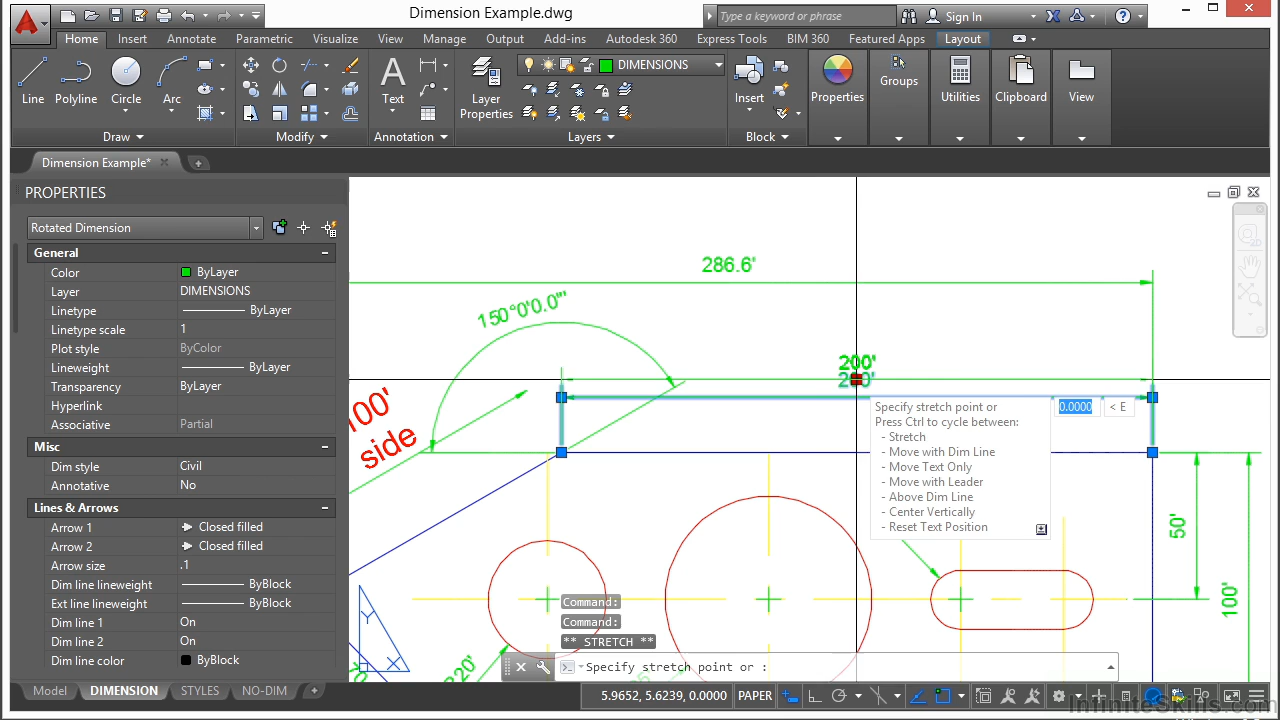 Dimension Example.dwg
Type a keyword or phrase
Sign In
Home Insert Annotate Parametric Visualize View Manage Output Add-ins Autodesk 360 Express Tools BIM 360 Featured Apps Layout
DIMENSIONS
Line Polyline Circle Arc
Text
Layer Properties
Insert
Properties
Groups
Utilities
Clipboard
View
Draw Modify Annotation Layers Block
Dimension Example*
PROPERTIES
Rotated Dimension
General
Color ByLayer
Layer DIMENSIONS
Linetype ByLayer
Linetype scale 1
Plot style ByColor
Lineweight ByLayer
Transparency ByLayer
Hyperlink
Associative Partial
Misc
Dim style Civil
Annotative No
Lines & Arrows
Arrow 1 Closed filled
Arrow 2 Closed filled
Arrow size .1
Dim line lineweight ByBlock
Ext line lineweight ByBlock
Dim line 1 On
Dim line 2 On
Dim line color ByBlock
286.6'
150°0'0.0"
200'
100'
side
Specify stretch point or
0.0000
< E
Press Ctrl to cycle between:
- Stretch
- Move with Dim Line
- Move Text Only
- Move with Leader
- Above Dim Line
- Center Vertically
- Reset Text Position
50'
100'
Y
X
Command:
Command:
** STRETCH **
Specify stretch point or :
Model DIMENSION STYLES NO-DIM
5.9652, 5.6239, 0.0000 PAPER
InfiniteSkills.com